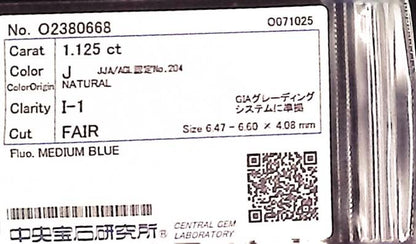 No. O2380668 O071025
Carat 1.125 ct
Color J JJA/AGL認定No.204
ColorOrigin NATURAL
Clarity I-1 GIAグレーディング
システムに準拠
Cut FAIR Size 6.47 - 6.60 × 4.08 mm
Fluo. MEDIUM BLUE
中央宝石研究所® CENTRAL GEM
LABORATORY